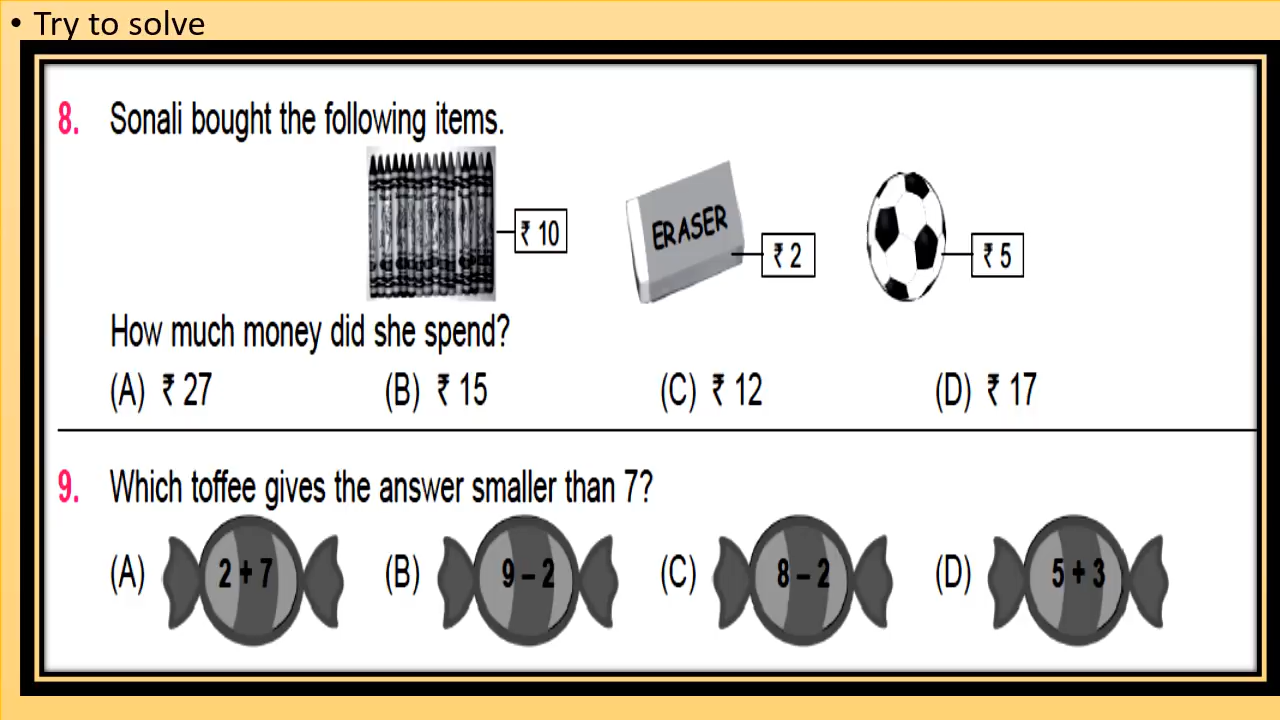 • Try to solve
8. Sonali bought the following items.
₹ 10
ERASER
₹ 2
₹ 5
How much money did she spend?
(A) ₹ 27 (B) ₹ 15 (C) ₹ 12 (D) ₹ 17
9. Which toffee gives the answer smaller than 7?
(A) 2 + 7 (B) 9 – 2 (C) 8 – 2 (D) 5 + 3